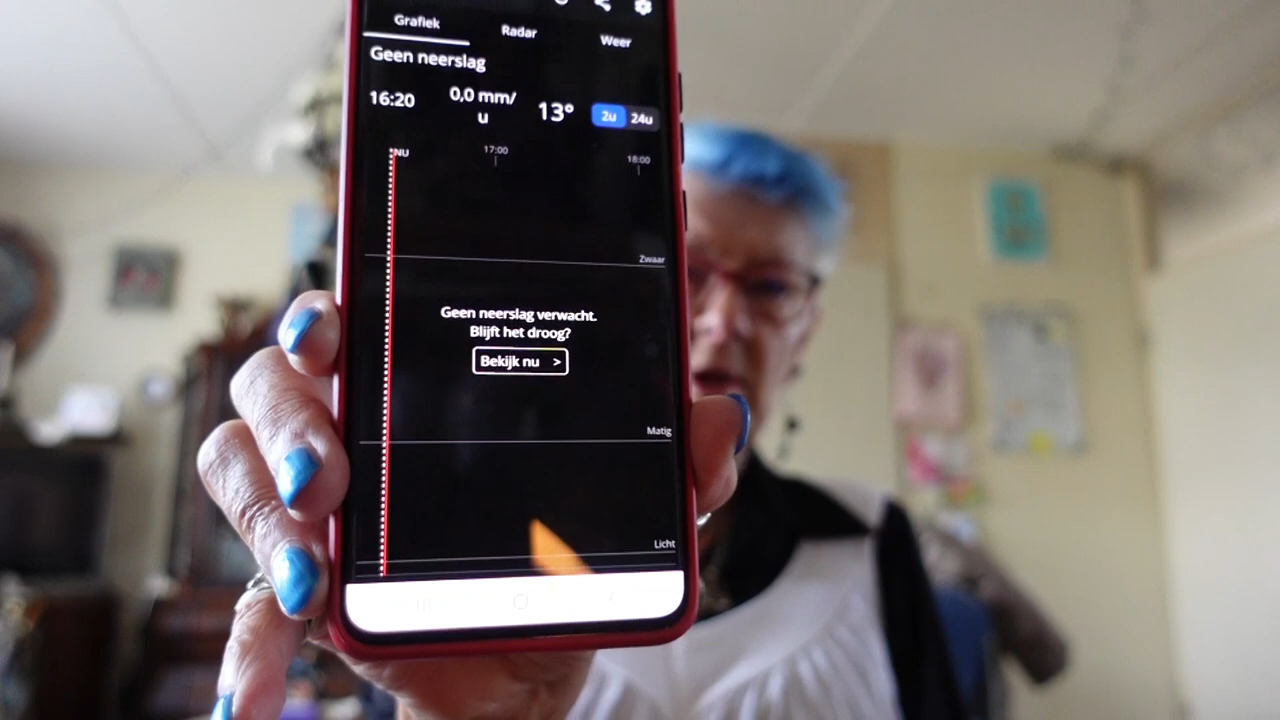 Grafiek Radar Weer
Geen neerslag
16:20 0,0 mm/ 13° 2u 24u
u
NU 17:00 18:00
Zwaar
Geen neerslag verwacht.
Blijft het droog?
Bekijk nu >
Matig
Licht